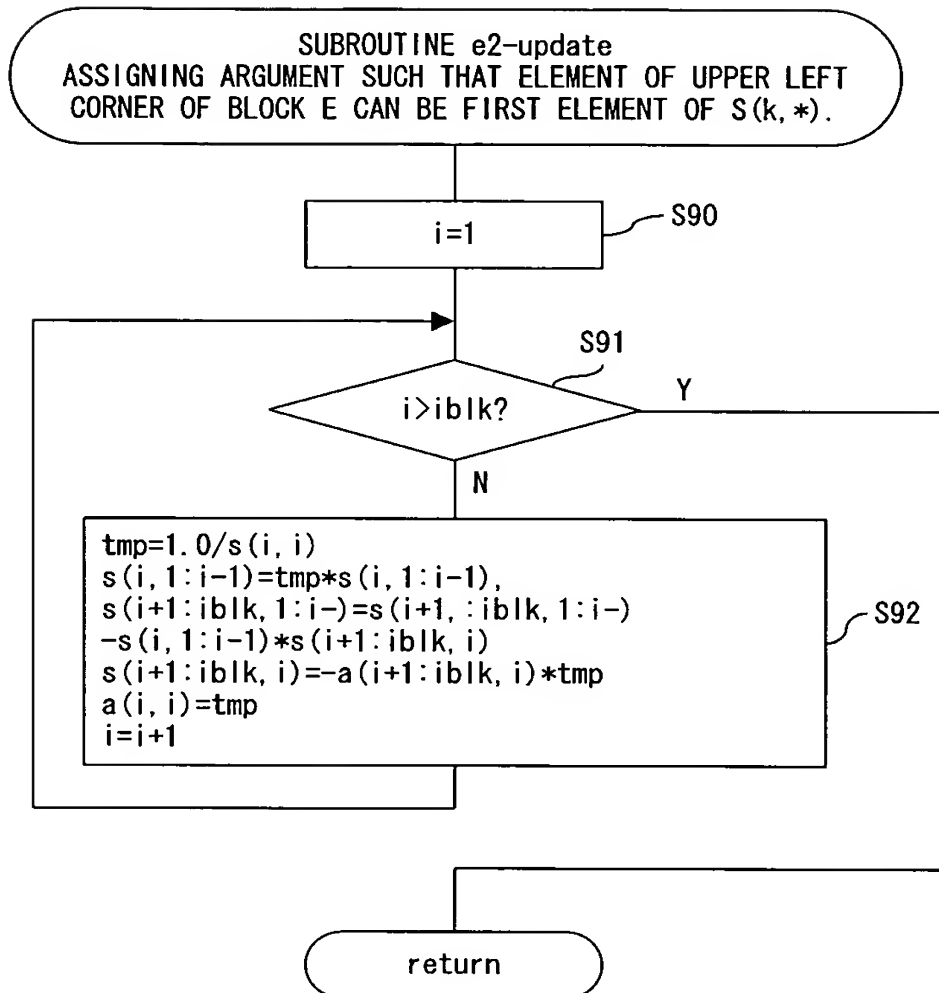 SUBROUTINE e2-update
ASSIGNING ARGUMENT SUCH THAT ELEMENT OF UPPER LEFT
CORNER OF BLOCK E CAN BE FIRST ELEMENT OF S(k,*).
i=1
S90
S91
i>iblk?
Y
N
tmp=1.0/s(i,i)
s(i,1:i-1)=tmp*s(i,1:i-1),
s(i+1:iblk,1:i-)=s(i+1,:iblk,1:i-)
-s(i,1:i-1)*s(i+1:iblk,i)
s(i+1:iblk,i)=-a(i+1:iblk,i)*tmp
a(i,i)=tmp
i=i+1
S92
return